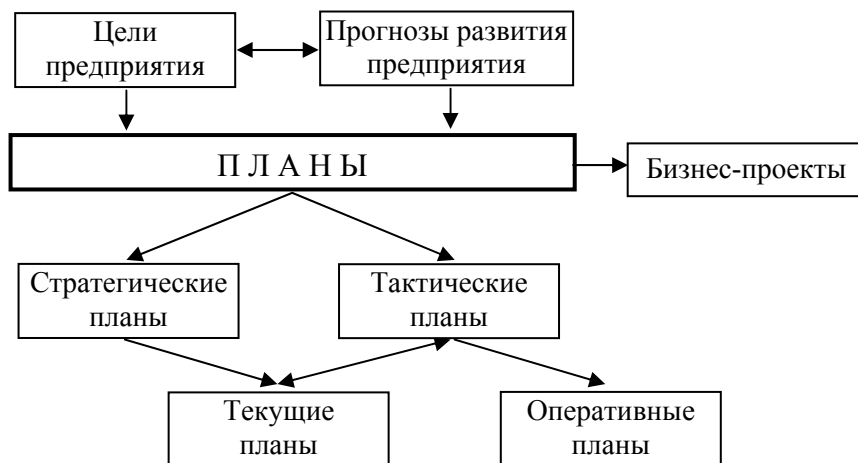 Цели
предприятия
Прогнозы развития
предприятия
П Л А Н Ы
Бизнес-проекты
Стратегические
планы
Тактические
планы
Текущие
планы
Оперативные
планы